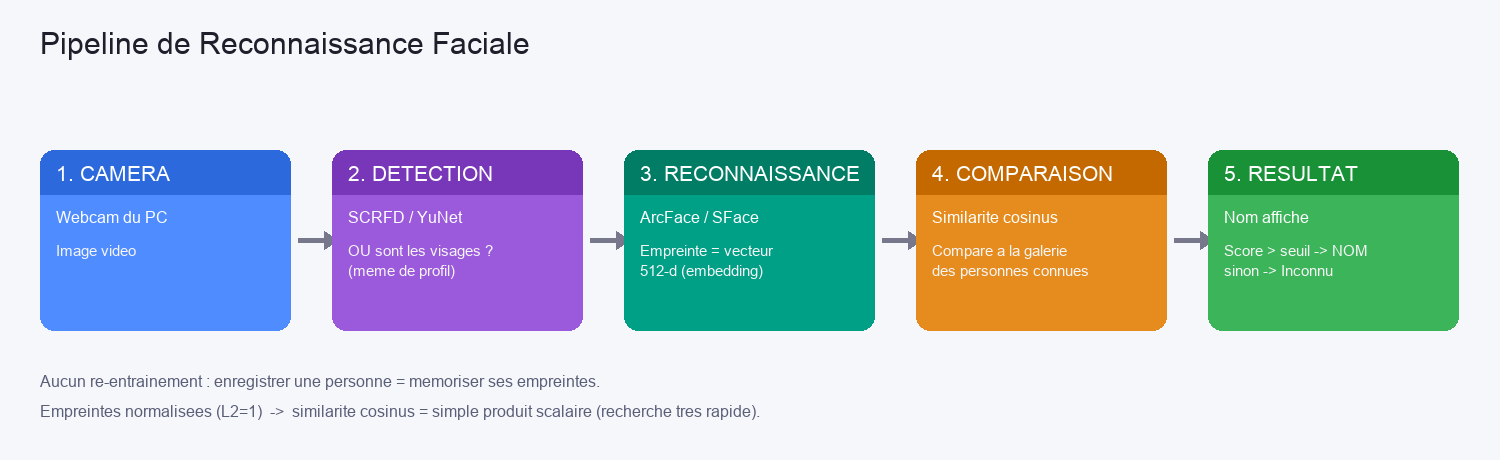 Pipeline de Reconnaissance Faciale
1. CAMERA
Webcam du PC
Image video
2. DETECTION
SCRFD / YuNet
OU sont les visages ?
(meme de profil)
3. RECONNAISSANCE
ArcFace / SFace
Empreinte = vecteur
512-d (embedding)
4. COMPARAISON
Similarite cosinus
Compare a la galerie
des personnes connues
5. RESULTAT
Nom affiche
Score > seuil -> NOM
sinon -> Inconnu
Aucun re-entrainement : enregistrer une personne = memoriser ses empreintes.
Empreintes normalisees (L2=1)  ->  similarite cosinus = simple produit scalaire (recherche tres rapide).